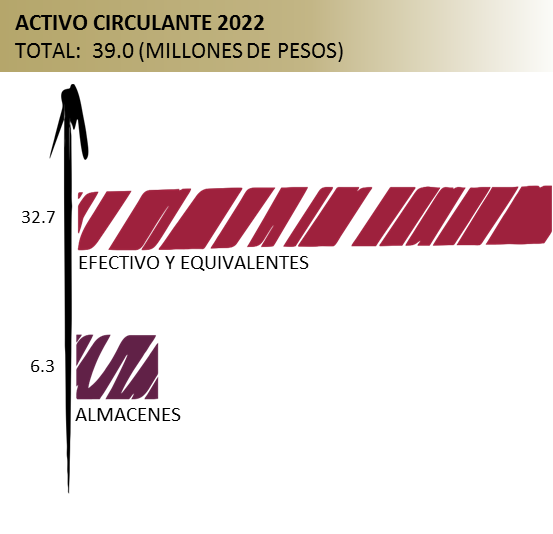 ACTIVO CIRCULANTE 2022
TOTAL: 39.0 (MILLONES DE PESOS)
32.7
EFECTIVO Y EQUIVALENTES
6.3
ALMACENES